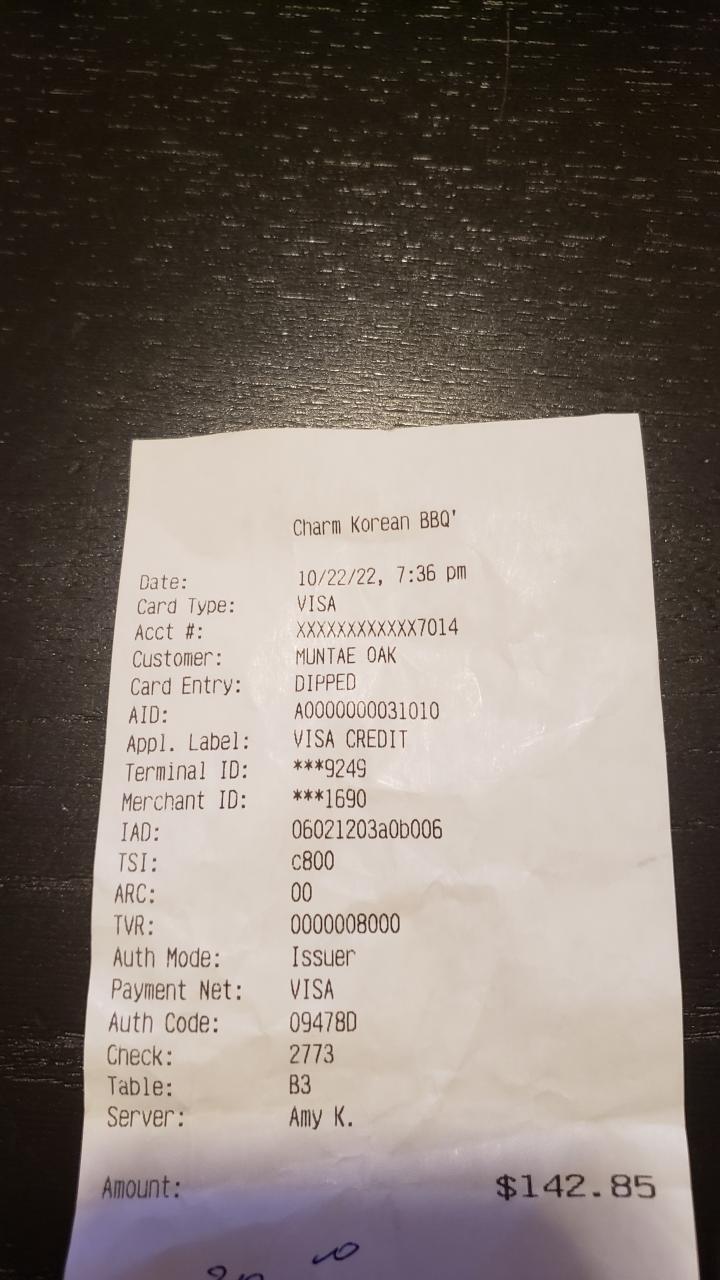 Charm Korean BBQ'
Date: 10/22/22, 7:36 pm
Card Type: VISA
Acct #: XXXXXXXXXXXX7014
Customer: MUNTAE OAK
Card Entry: DIPPED
AID: A0000000031010
Appl. Label: VISA CREDIT
Terminal ID: ***9249
Merchant ID: ***1690
IAD: 06021203a0b006
TSI: c800
ARC: 00
TVR: 0000008000
Auth Mode: Issuer
Payment Net: VISA
Auth Code: 09478D
Check: 2773
Table: B3
Server: Amy K.
Amount: $142.85